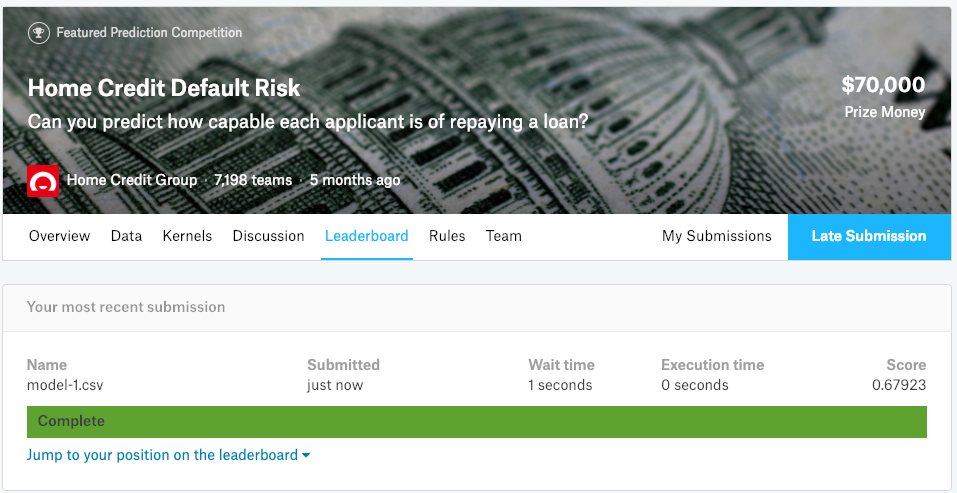 Featured Prediction Competition
Home Credit Default Risk
$70,000
Can you predict how capable each applicant is of repaying a loan?
Prize Money
Home Credit Group · 7,198 teams · 5 months ago
Overview Data Kernels Discussion Leaderboard Rules Team My Submissions Late Submission
Your most recent submission
Name Submitted Wait time Execution time Score
model-1.csv just now 1 seconds 0 seconds 0.67923
Complete
Jump to your position on the leaderboard